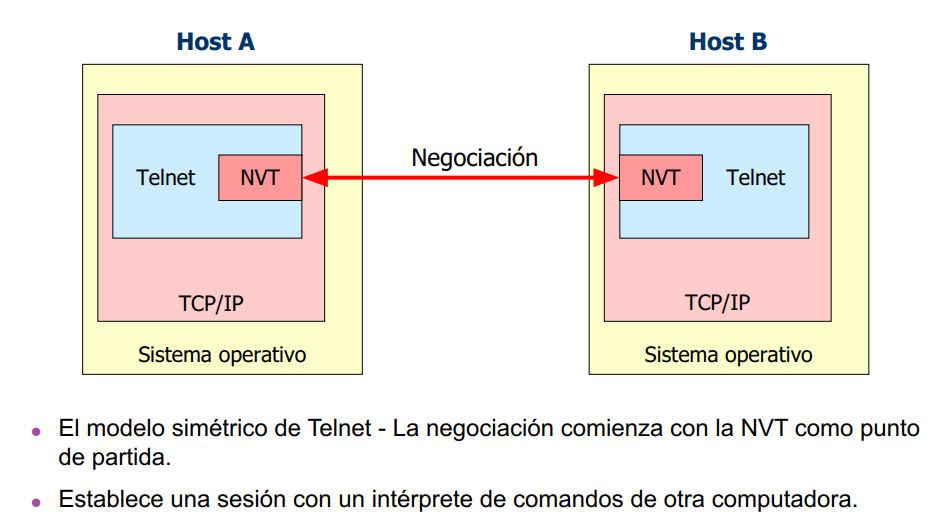 Host A
Host B
Negociación
Telnet
NVT
NVT
Telnet
TCP/IP
TCP/IP
Sistema operativo
Sistema operativo
• El modelo simétrico de Telnet - La negociación comienza con la NVT como punto
de partida.
• Establece una sesión con un intérprete de comandos de otra computadora.